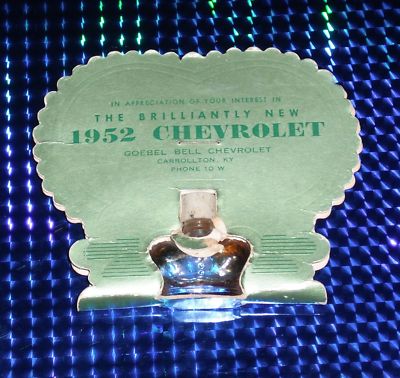 IN APPRECIATION OF YOUR INTEREST IN
THE BRILLIANTLY NEW
1952 CHEVROLET
GOEBEL BELL CHEVROLET
CARROLLTON, KY
PHONE 10 W